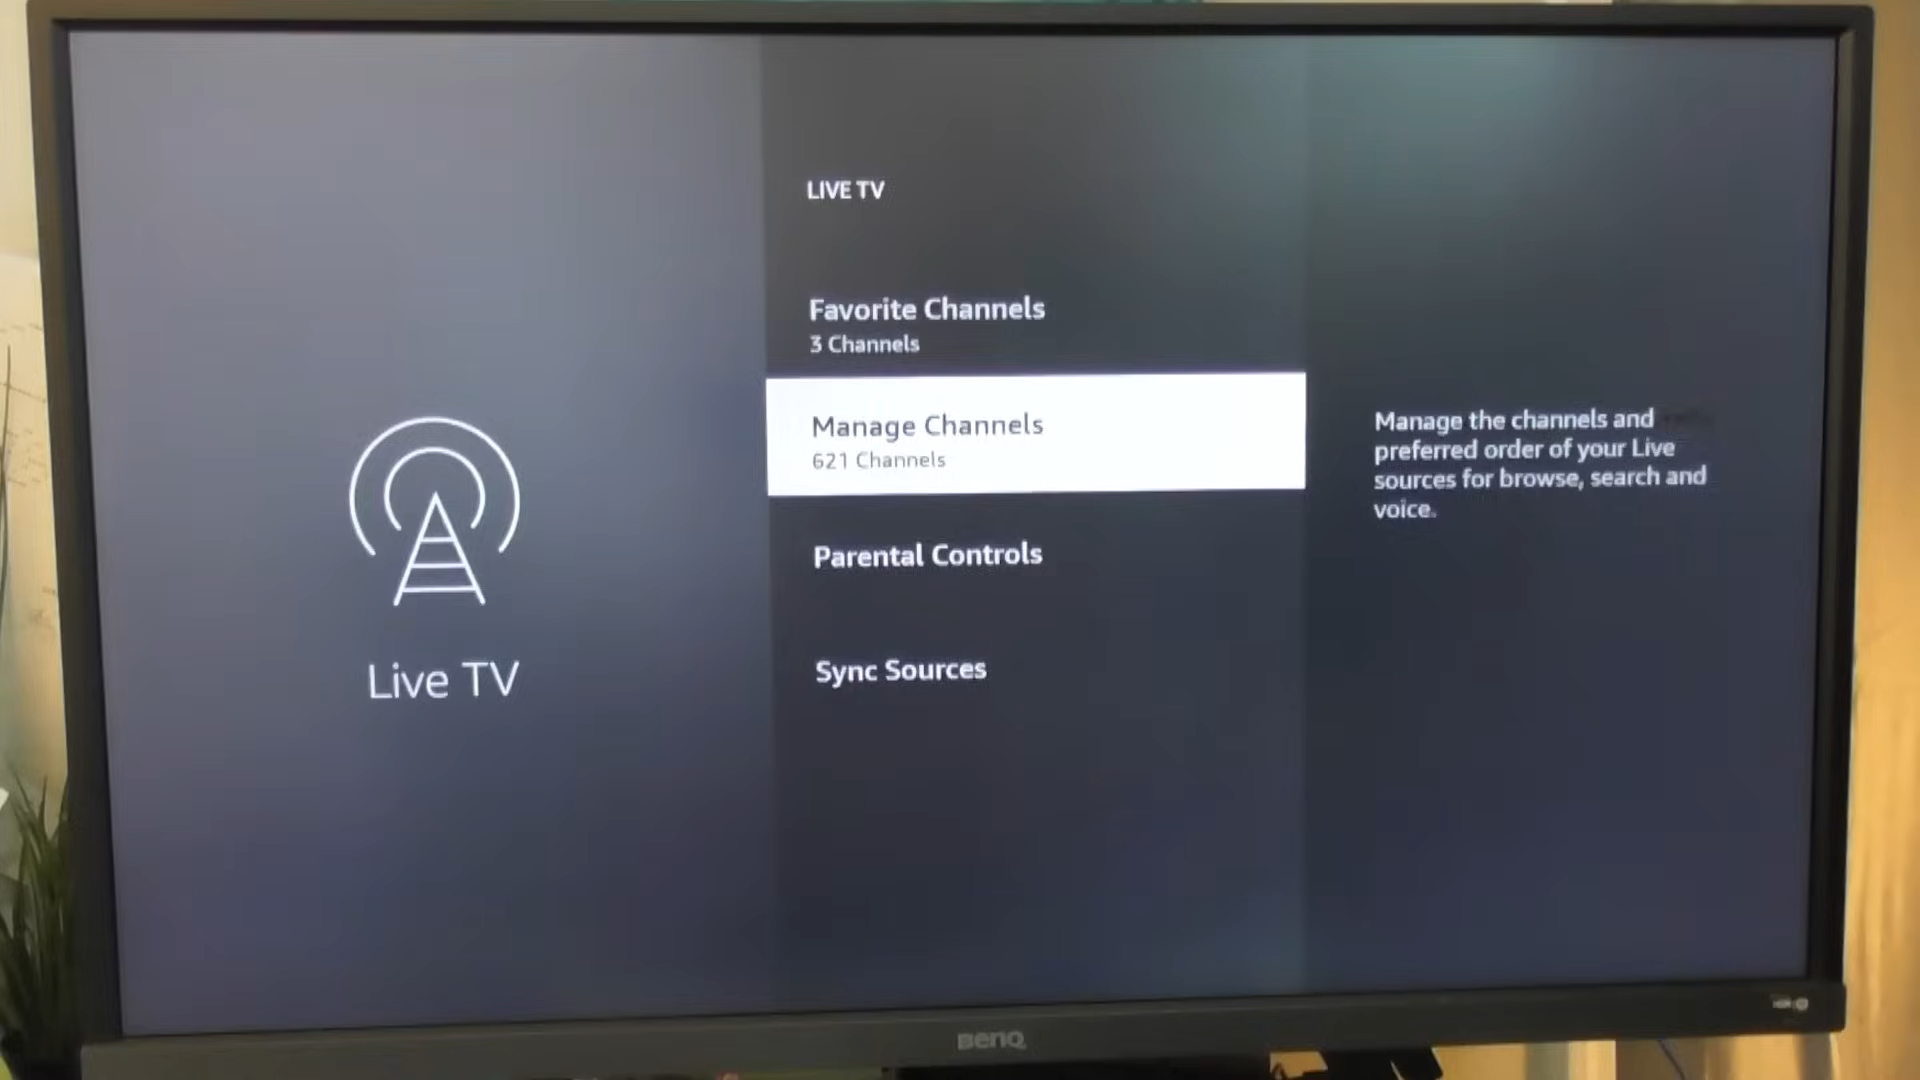 LIVE TV
Favorite Channels
3 Channels
Manage Channels
621 Channels
Parental Controls
Sync Sources
Live TV
Manage the channels and
preferred order of your Live
sources for browse, search and
voice.
BenQ